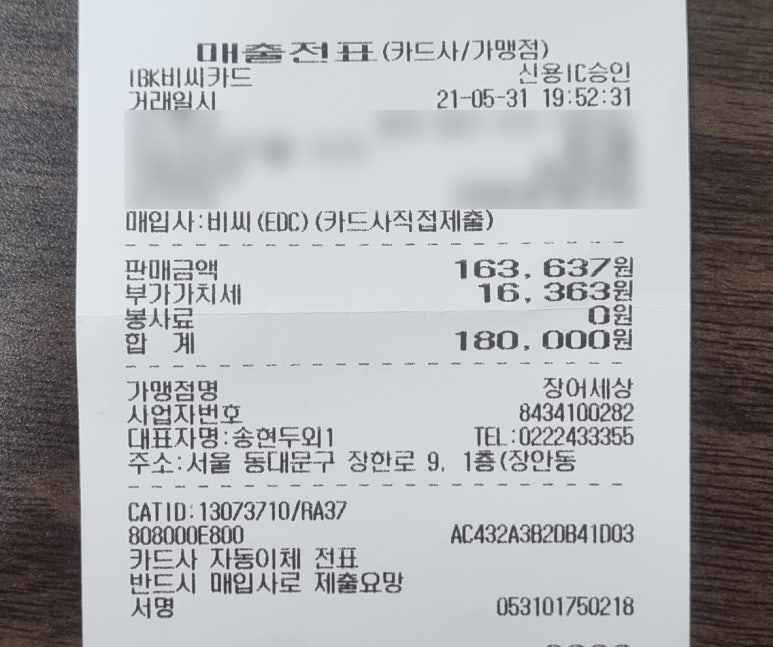 매출전표(카드사/가맹점)
IBK비씨카드 신용IC승인
거래일시 21-05-31 19:52:31
매입사:비씨(EDC)(카드사직접제출)
판매금액 163,637원
부가가치세 16,363원
봉사료 0원
합 계 180,000원
가맹점명 장어세상
사업자번호 8434100282
대표자명:송현두외1 TEL:0222433355
주소:서울 동대문구 장한로 9, 1층(장안동
CATID:13073710/RA37
808000E800 AC432A3B2DB41D03
카드사 자동이체 전표
반드시 매입사로 제출요망
서명 053101750218